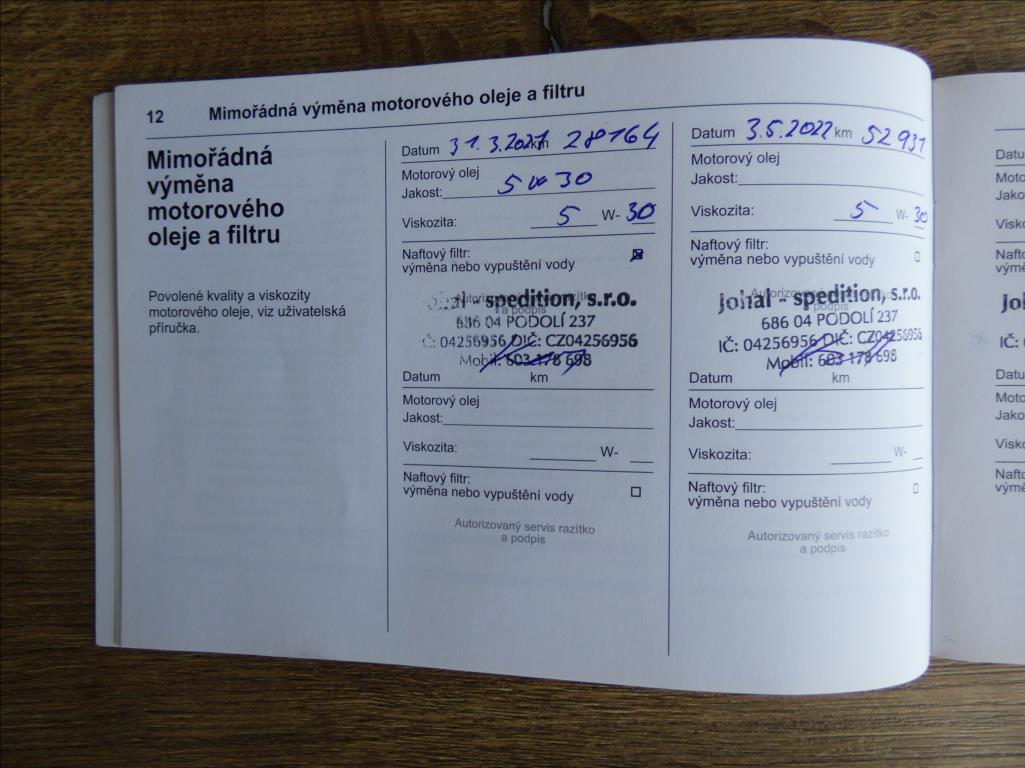 12 Mimořádná výměna motorového oleje a filtru
Mimořádná
výměna
motorového
oleje a filtru
Povolené kvality a viskozity
motorového oleje, viz uživatelská
příručka.
Datum 31.3.2021 km 28164
Motorový olej
Jakost: 5w30
Viskozita: 5 W- 30
Naftový filtr:
výměna nebo vypuštění vody
spedition, s.r.o.
686 04 PODOLÍ 237
IČ: 04256956 DIČ: CZ04256956
Mobil: 603 178 698
Datum km
Motorový olej
Jakost:
Viskozita: W-
Naftový filtr:
výměna nebo vypuštění vody
Autorizovaný servis razítko
a podpis
Datum 3.5.2022 km 52931
Motorový olej
Jakost:
Viskozita: 5 W- 30
Naftový filtr:
výměna nebo vypuštění vody
Johal - spedition, s.r.o.
686 04 PODOLÍ 237
IČ: 04256956 DIČ: CZ04256956
Mobil: 603 178 698
Datum km
Motorový olej
Jakost:
Viskozita: W-
Naftový filtr:
výměna nebo vypuštění vody
Autorizovaný servis razítko
a podpis